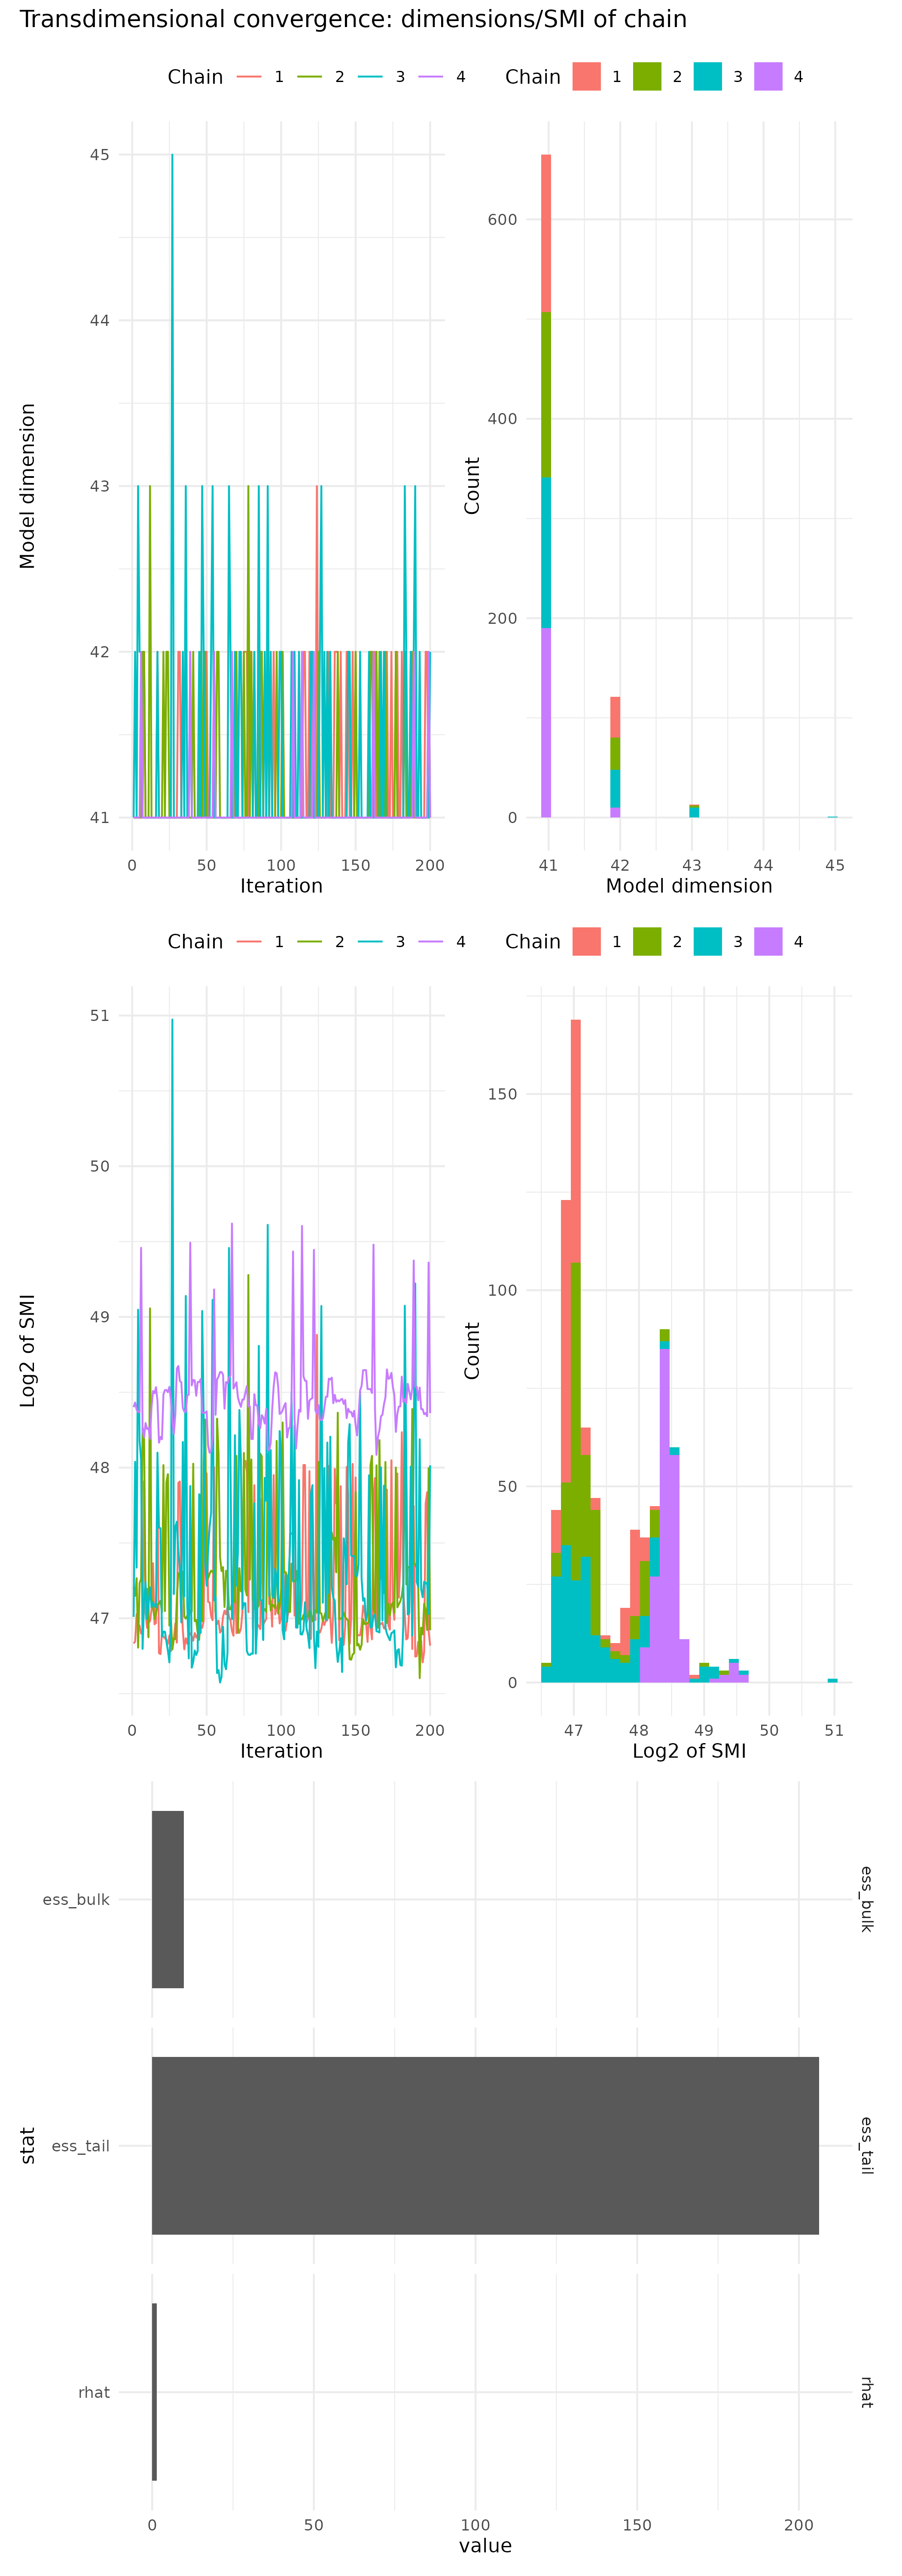 Transdimensional convergence: dimensions/SMI of chain
Chain 1 2 3 4
Chain 1 2 3 4
Model dimension
45
44
43
42
41
0 50 100 150 200
Iteration
Count
600
400
200
0
41 42 43 44 45
Model dimension
Chain 1 2 3 4
Chain 1 2 3 4
Log2 of SMI
51
50
49
48
47
0 50 100 150 200
Iteration
Count
150
100
50
0
47 48 49 50 51
Log2 of SMI
stat
ess_bulk
ess_bulk
ess_tail
ess_tail
rhat
rhat
0 50 100 150 200
value